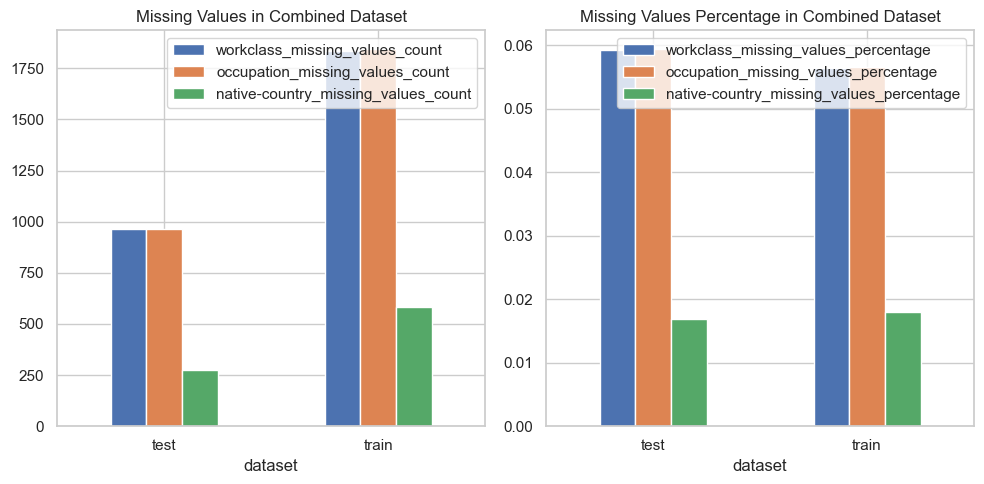 Missing Values in Combined Dataset
workclass_missing_values_count
occupation_missing_values_count
native-country_missing_values_count
1750
1500
1250
1000
750
500
250
0
test
train
dataset
Missing Values Percentage in Combined Dataset
workclass_missing_values_percentage
occupation_missing_values_percentage
native-country_missing_values_percentage
0.06
0.05
0.04
0.03
0.02
0.01
0.00
test
train
dataset